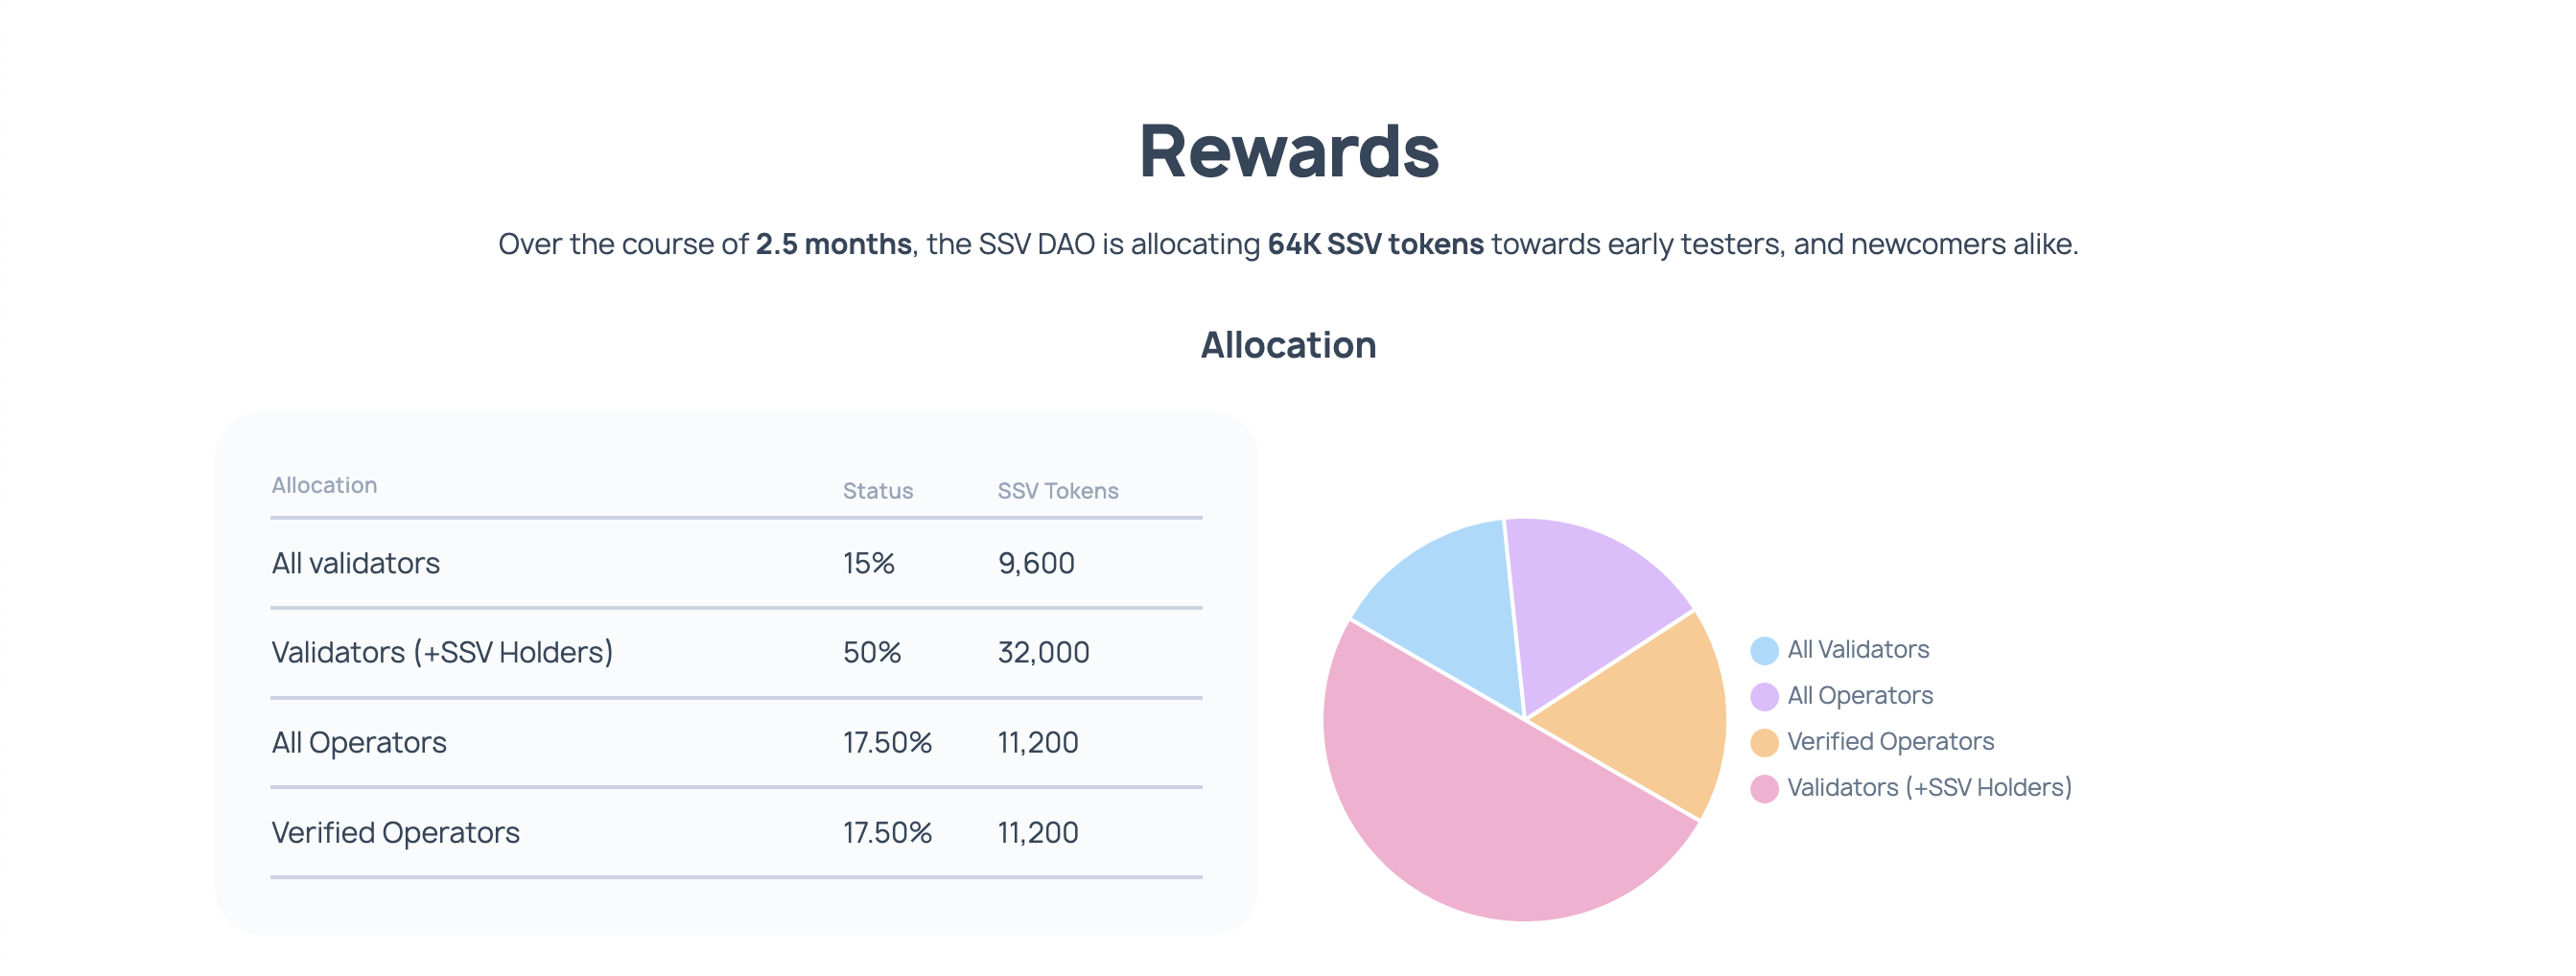 Rewards
Over the course of 2.5 months, the SSV DAO is allocating 64K SSV tokens towards early testers, and newcomers alike.
Allocation
Allocation Status SSV Tokens
All validators 15% 9,600
Validators (+SSV Holders) 50% 32,000
All Operators 17.50% 11,200
Verified Operators 17.50% 11,200
All Validators
All Operators
Verified Operators
Validators (+SSV Holders)